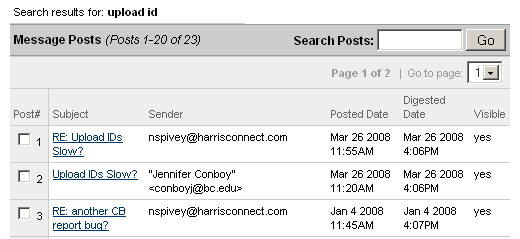 Search results for: upload id
Message Posts (Posts 1-20 of 23) Search Posts: Go
Page 1 of 2 | Go to page: 1
Post# Subject Sender Posted Date Digested Date Visible
1 RE: Upload IDs Slow? nspivey@harrisconnect.com Mar 26 2008 11:55AM Mar 26 2008 4:06PM yes
2 Upload IDs Slow? "Jennifer Conboy" <conboyj@bc.edu> Mar 26 2008 11:20AM Mar 26 2008 4:06PM yes
3 RE: another CB report bug? nspivey@harrisconnect.com Jan 4 2008 11:45AM Jan 4 2008 4:07PM yes